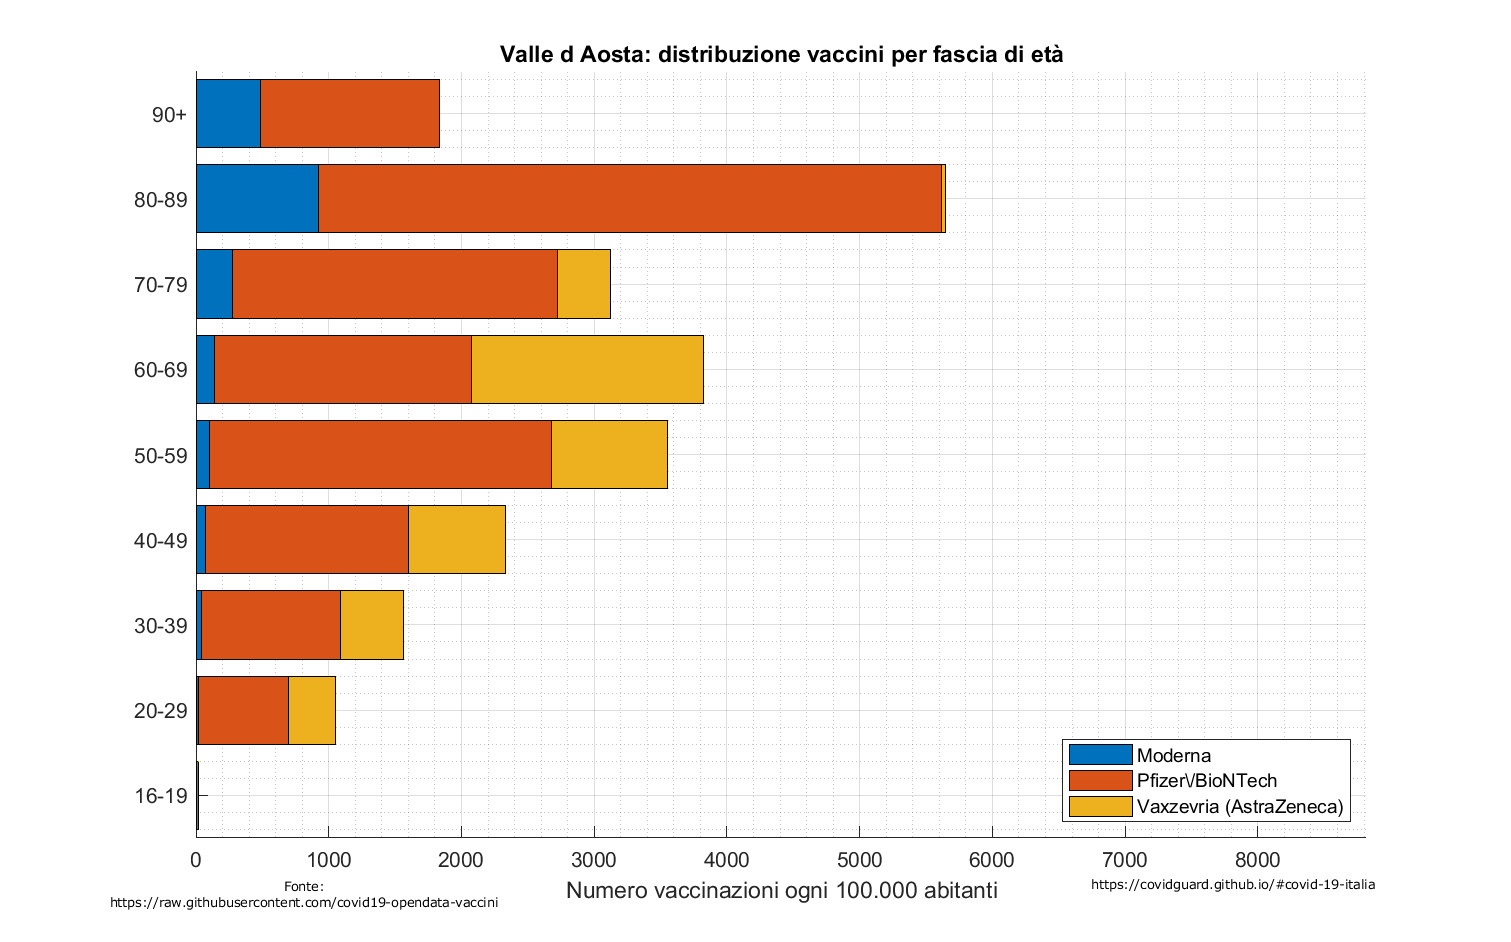 Valle d Aosta: distribuzione vaccini per fascia di età
90+
80-89
70-79
60-69
50-59
40-49
30-39
20-29
16-19
Moderna
Pfizer\/BioNTech
Vaxzevria (AstraZeneca)
0 1000 2000 3000 4000 5000 6000 7000 8000
Numero vaccinazioni ogni 100.000 abitanti
Fonte:
https://raw.githubusercontent.com/covid19-opendata-vaccini
https://covidguard.github.io/#covid-19-italia